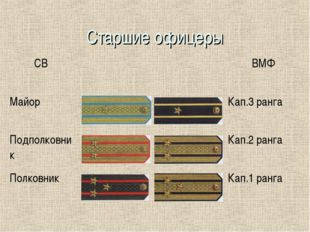 Старшие офицеры
СВ ВМФ
Майор Кап.3 ранга
Подполковни Кап.2 ранга
к
Полковник Кап.1 ранга